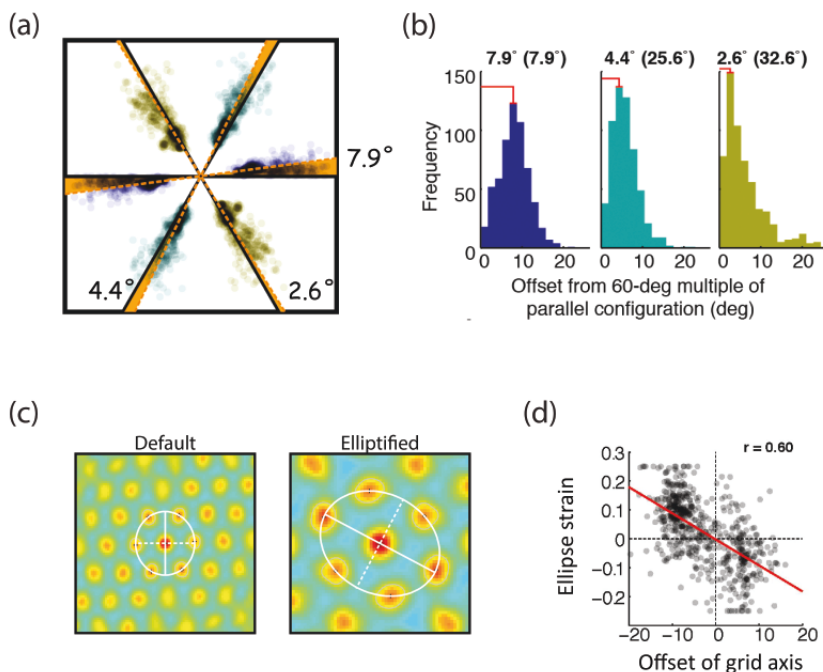 (a)
7.9°
4.4°
2.6°
(b)
7.9° (7.9°)
4.4° (25.6°)
2.6° (32.6°)
150
100
50
0
Frequency
0 10 20
0 10 20
0 10 20
Offset from 60-deg multiple of
parallel configuration (deg)
(c)
Default
Elliptified
(d)
r = 0.60
0.3
0.2
0.1
0
-0.1
-0.2
Ellipse strain
-20 -10 0 10 20
Offset of grid axis